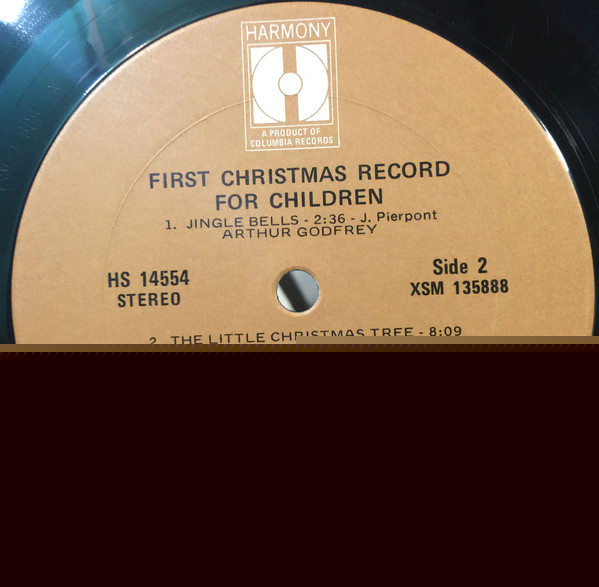 HARMONY
A PRODUCT OF
COLUMBIA RECORDS
FIRST CHRISTMAS RECORD
FOR CHILDREN
1. JINGLE BELLS - 2:36 - J. Pierpont
ARTHUR GODFREY
HS 14554
STEREO
Side 2
XSM 135888
2. THE LITTLE CHRISTMAS TREE - 8:09